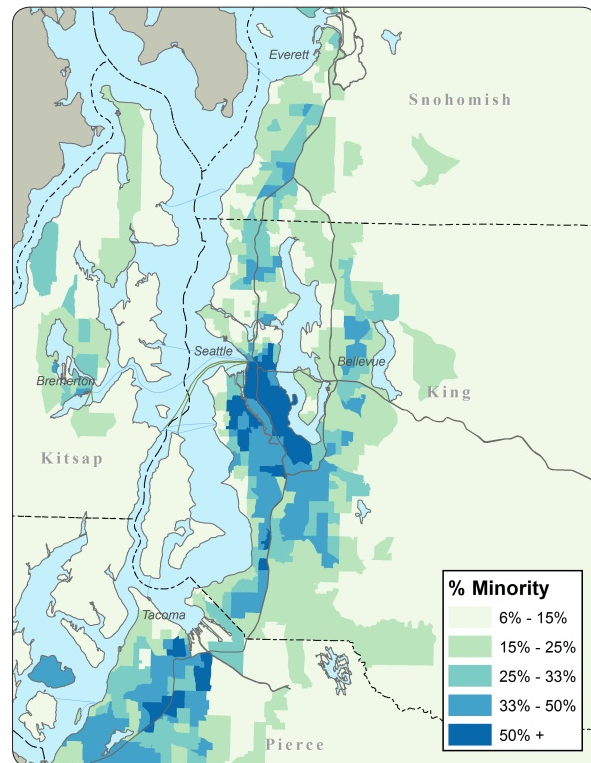 Everett
Snohomish
Seattle
Bellevue
Bremerton
King
Kitsap
Tacoma
Pierce
% Minority
6% - 15%
15% - 25%
25% - 33%
33% - 50%
50% +